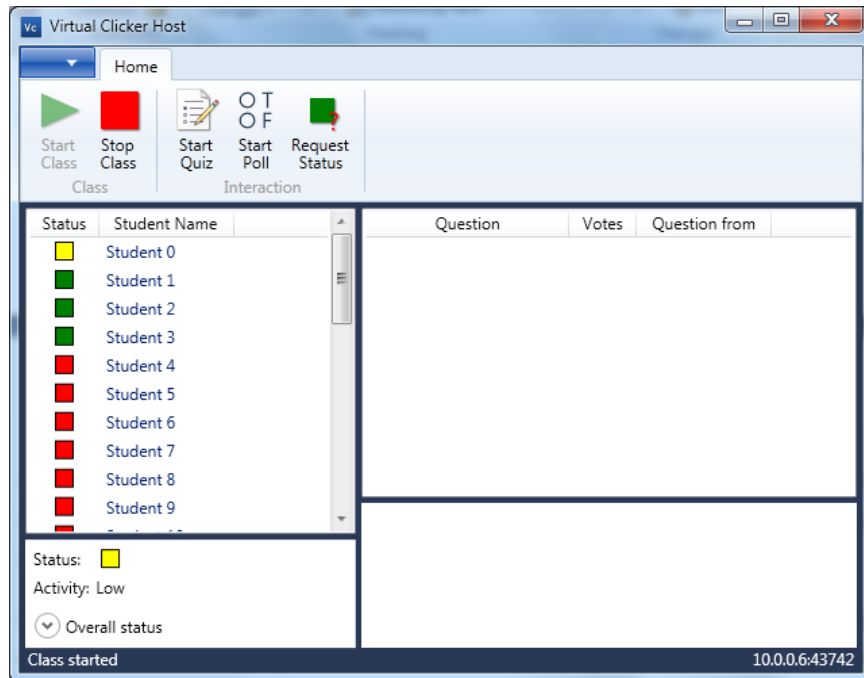 Vc Virtual Clicker Host
Home
O T
O F
?
Start Class
Stop Class
Start Quiz
Start Poll
Request Status
Class
Interaction
Status Student Name
Student 0
Student 1
Student 2
Student 3
Student 4
Student 5
Student 6
Student 7
Student 8
Student 9
Question Votes Question from
Status:
Activity: Low
Overall status
Class started
10.0.0.6:43742